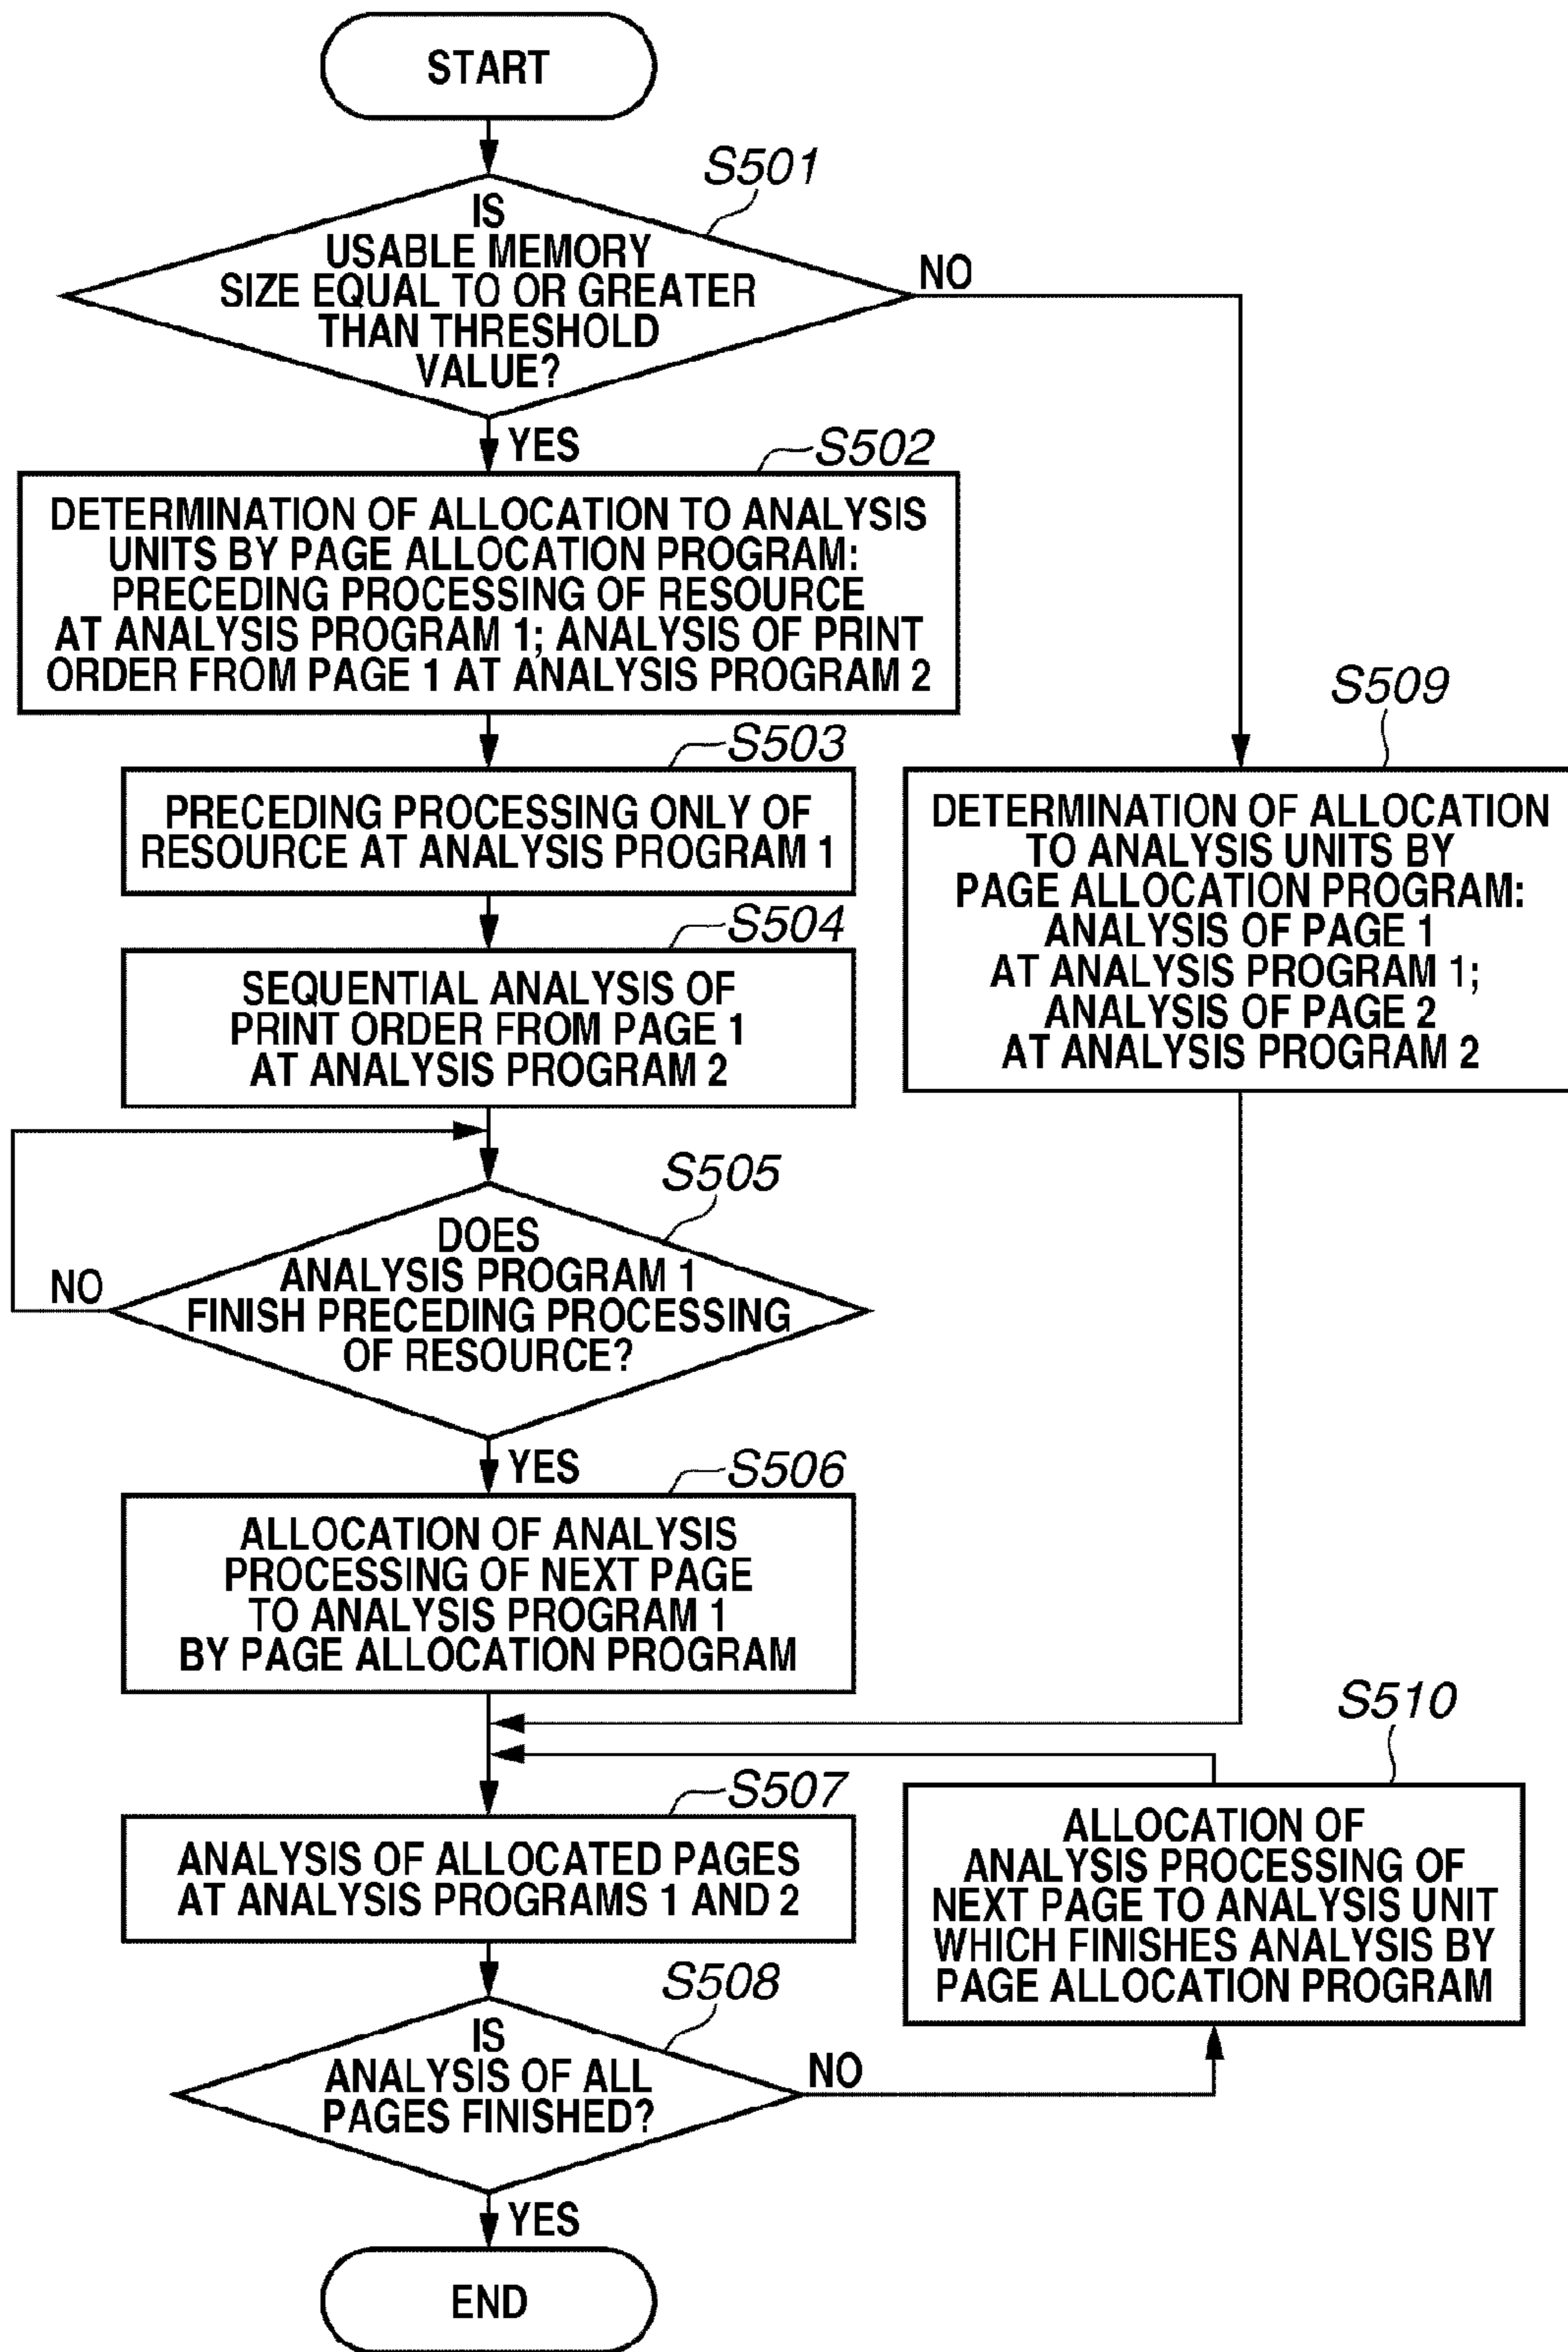 START
S501
IS
USABLE MEMORY
SIZE EQUAL TO OR GREATER
THAN THRESHOLD
VALUE?
NO
YES
S502
DETERMINATION OF ALLOCATION TO ANALYSIS
UNITS BY PAGE ALLOCATION PROGRAM:
PRECEDING PROCESSING OF RESOURCE
AT ANALYSIS PROGRAM 1; ANALYSIS OF PRINT
ORDER FROM PAGE 1 AT ANALYSIS PROGRAM 2
S503
PRECEDING PROCESSING ONLY OF
RESOURCE AT ANALYSIS PROGRAM 1
S509
DETERMINATION OF ALLOCATION
TO ANALYSIS UNITS BY
PAGE ALLOCATION PROGRAM:
ANALYSIS OF PAGE 1
AT ANALYSIS PROGRAM 1;
ANALYSIS OF PAGE 2
AT ANALYSIS PROGRAM 2
S504
SEQUENTIAL ANALYSIS OF
PRINT ORDER FROM PAGE 1
AT ANALYSIS PROGRAM 2
S505
DOES
ANALYSIS PROGRAM 1
FINISH PRECEDING PROCESSING
OF RESOURCE?
NO
YES
S506
ALLOCATION OF ANALYSIS
PROCESSING OF NEXT PAGE
TO ANALYSIS PROGRAM 1
BY PAGE ALLOCATION PROGRAM
S507
ANALYSIS OF ALLOCATED PAGES
AT ANALYSIS PROGRAMS 1 AND 2
S510
ALLOCATION OF
ANALYSIS PROCESSING OF
NEXT PAGE TO ANALYSIS UNIT
WHICH FINISHES ANALYSIS BY
PAGE ALLOCATION PROGRAM
S508
IS
ANALYSIS OF ALL
PAGES FINISHED?
NO
YES
END